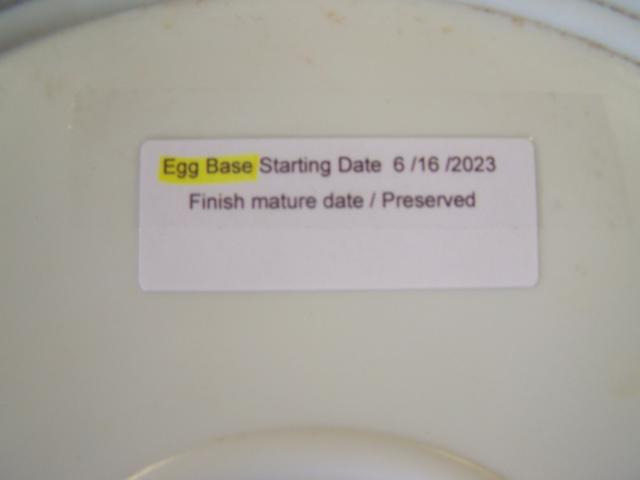 Egg Base Starting Date 6 /16 /2023
Finish mature date / Preserved